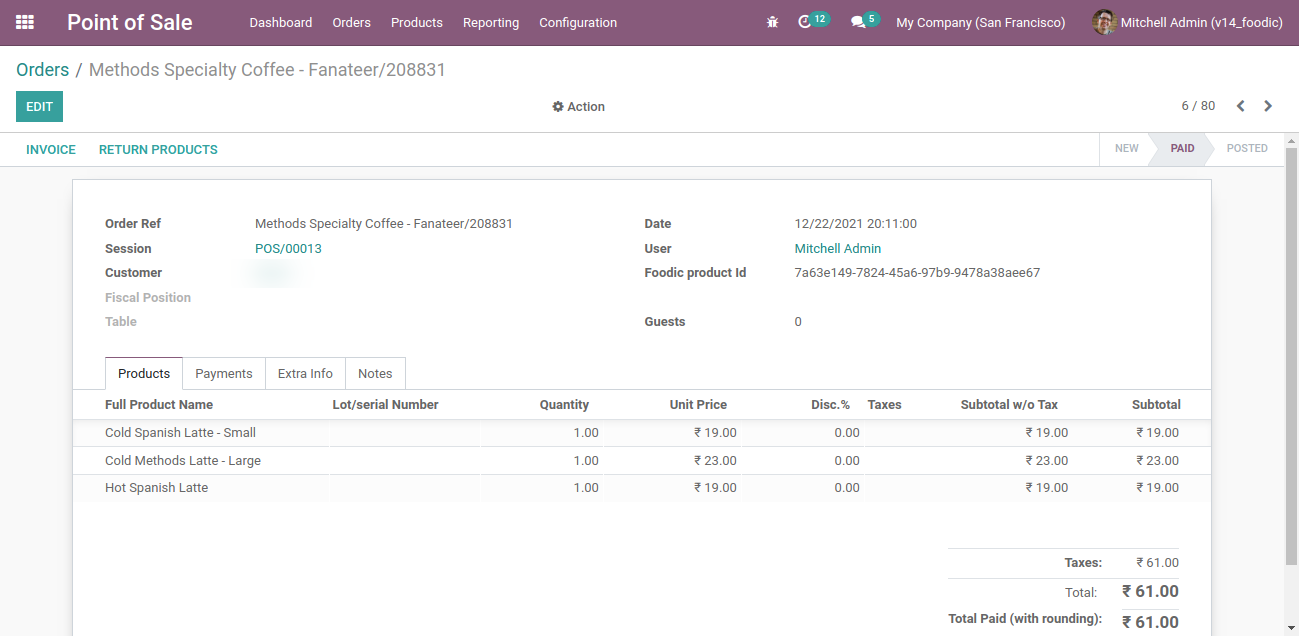 Point of Sale Dashboard Orders Products Reporting Configuration 12 5 My Company (San Francisco) Mitchell Admin (v14_foodic)
Orders / Methods Specialty Coffee - Fanateer/208831
EDIT Action 6 / 80
INVOICE RETURN PRODUCTS NEW PAID POSTED
Order Ref Methods Specialty Coffee - Fanateer/208831 Date 12/22/2021 20:11:00
Session POS/00013 User Mitchell Admin
Customer Foodic product Id 7a63e149-7824-45a6-97b9-9478a38aee67
Fiscal Position
Table Guests 0
Products Payments Extra Info Notes
Full Product Name Lot/serial Number Quantity Unit Price Disc.% Taxes Subtotal w/o Tax Subtotal
Cold Spanish Latte - Small 1.00 ₹ 19.00 0.00 ₹ 19.00 ₹ 19.00
Cold Methods Latte - Large 1.00 ₹ 23.00 0.00 ₹ 23.00 ₹ 23.00
Hot Spanish Latte 1.00 ₹ 19.00 0.00 ₹ 19.00 ₹ 19.00
Taxes: ₹ 61.00
Total: ₹ 61.00
Total Paid (with rounding): ₹ 61.00